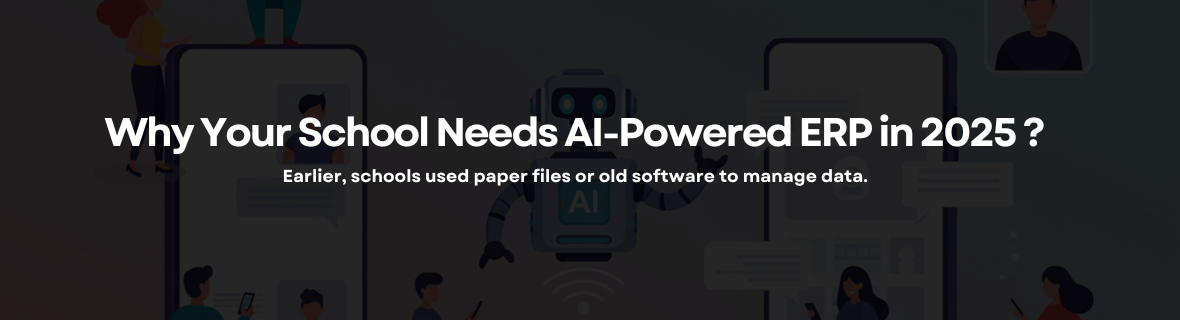 Why Your School Needs AI-Powered ERP in 2025 ?
Earlier, schools used paper files or old software to manage data.
AI